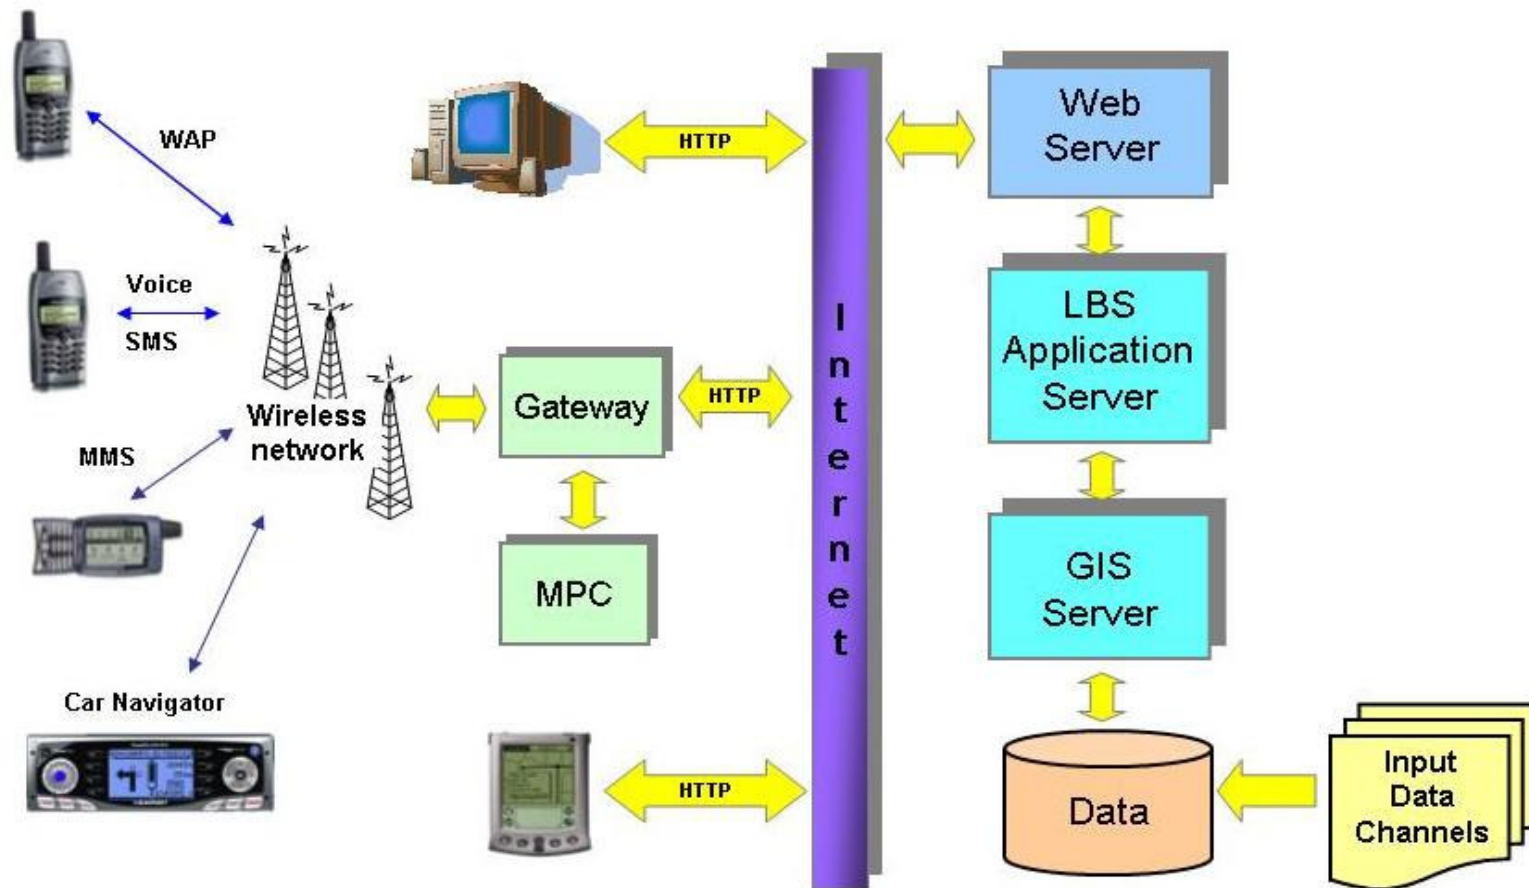 WAP
HTTP
Web
Server
Voice
SMS
Wireless
network
MMS
Gateway
HTTP
MPC
Internet
LBS
Application
Server
GIS
Server
Car Navigator
HTTP
Data
Input
Data
Channels